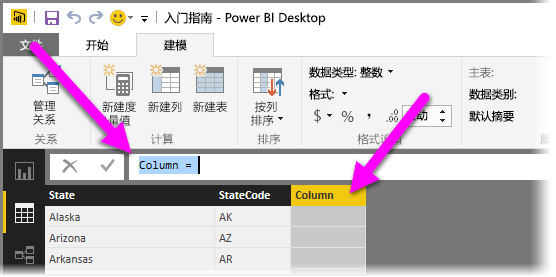 入门指南 - Power BI Desktop
文件 开始 建模
管理
关系
新建度
量值
新建列
新建表
按列
排序
数据类型: 整数
格式:
$ % , .00
主表:
数据类别:
默认摘要
关系 计算 排序 格式设
Column =
State StateCode Column
Alaska AK
Arizona AZ
Arkansas AR